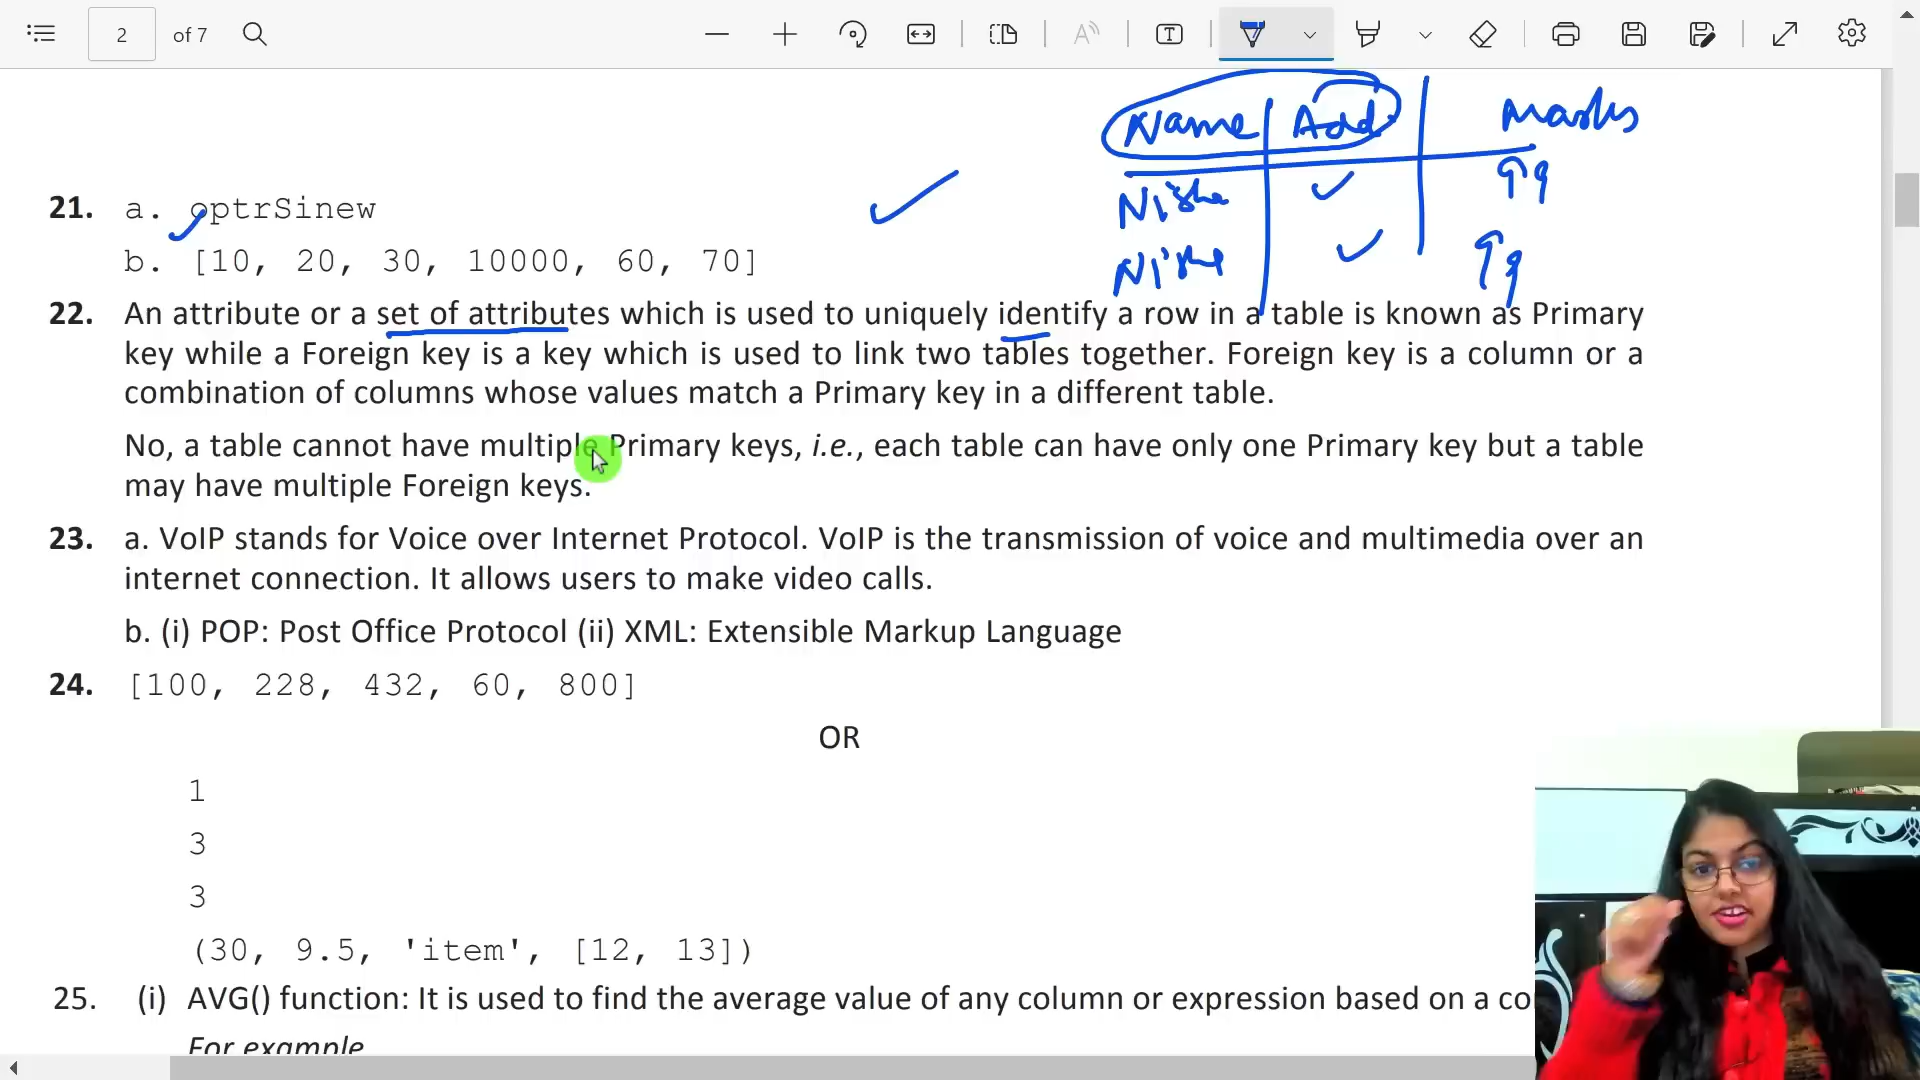 2 of 7
Name Add Marks
Nisha 99
Nisha 99
21. a. optrSinew
b. [10, 20, 30, 10000, 60, 70]
22. An attribute or a set of attributes which is used to uniquely identify a row in a table is known as Primary
key while a Foreign key is a key which is used to link two tables together. Foreign key is a column or a
combination of columns whose values match a Primary key in a different table.
No, a table cannot have multiple Primary keys, i.e., each table can have only one Primary key but a table
may have multiple Foreign keys.
23. a. VoIP stands for Voice over Internet Protocol. VoIP is the transmission of voice and multimedia over an
internet connection. It allows users to make video calls.
b. (i) POP: Post Office Protocol (ii) XML: Extensible Markup Language
24. [100, 228, 432, 60, 800]
OR
1
3
3
(30, 9.5, 'item', [12, 13])
25. (i) AVG() function: It is used to find the average value of any column or expression based on a co
For example